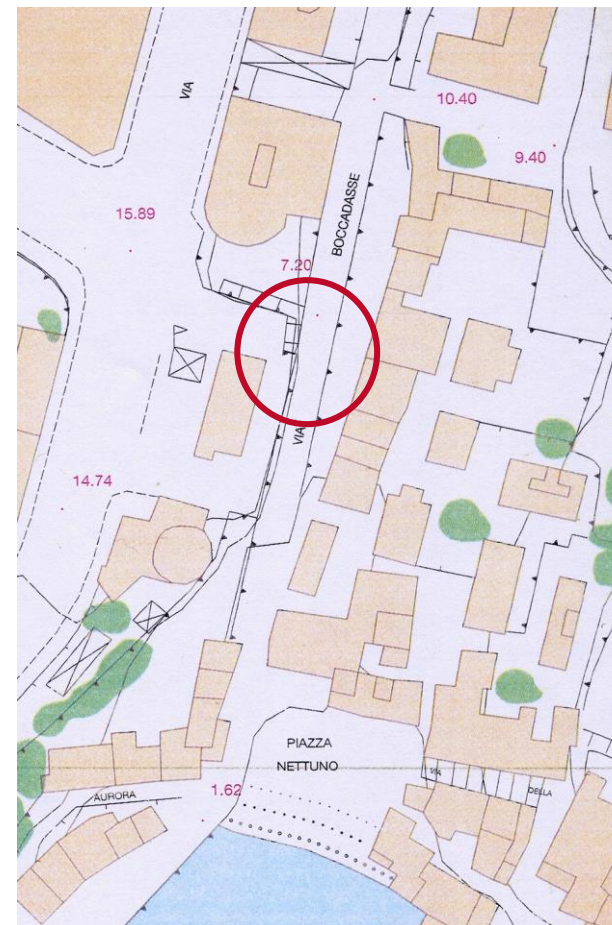 VIA
10.40
9.40
15.89
BOCCADASSE
7.20
VIA
14.74
PIAZZA
NETTUNO
VIA
DELLA
AURORA
1.62